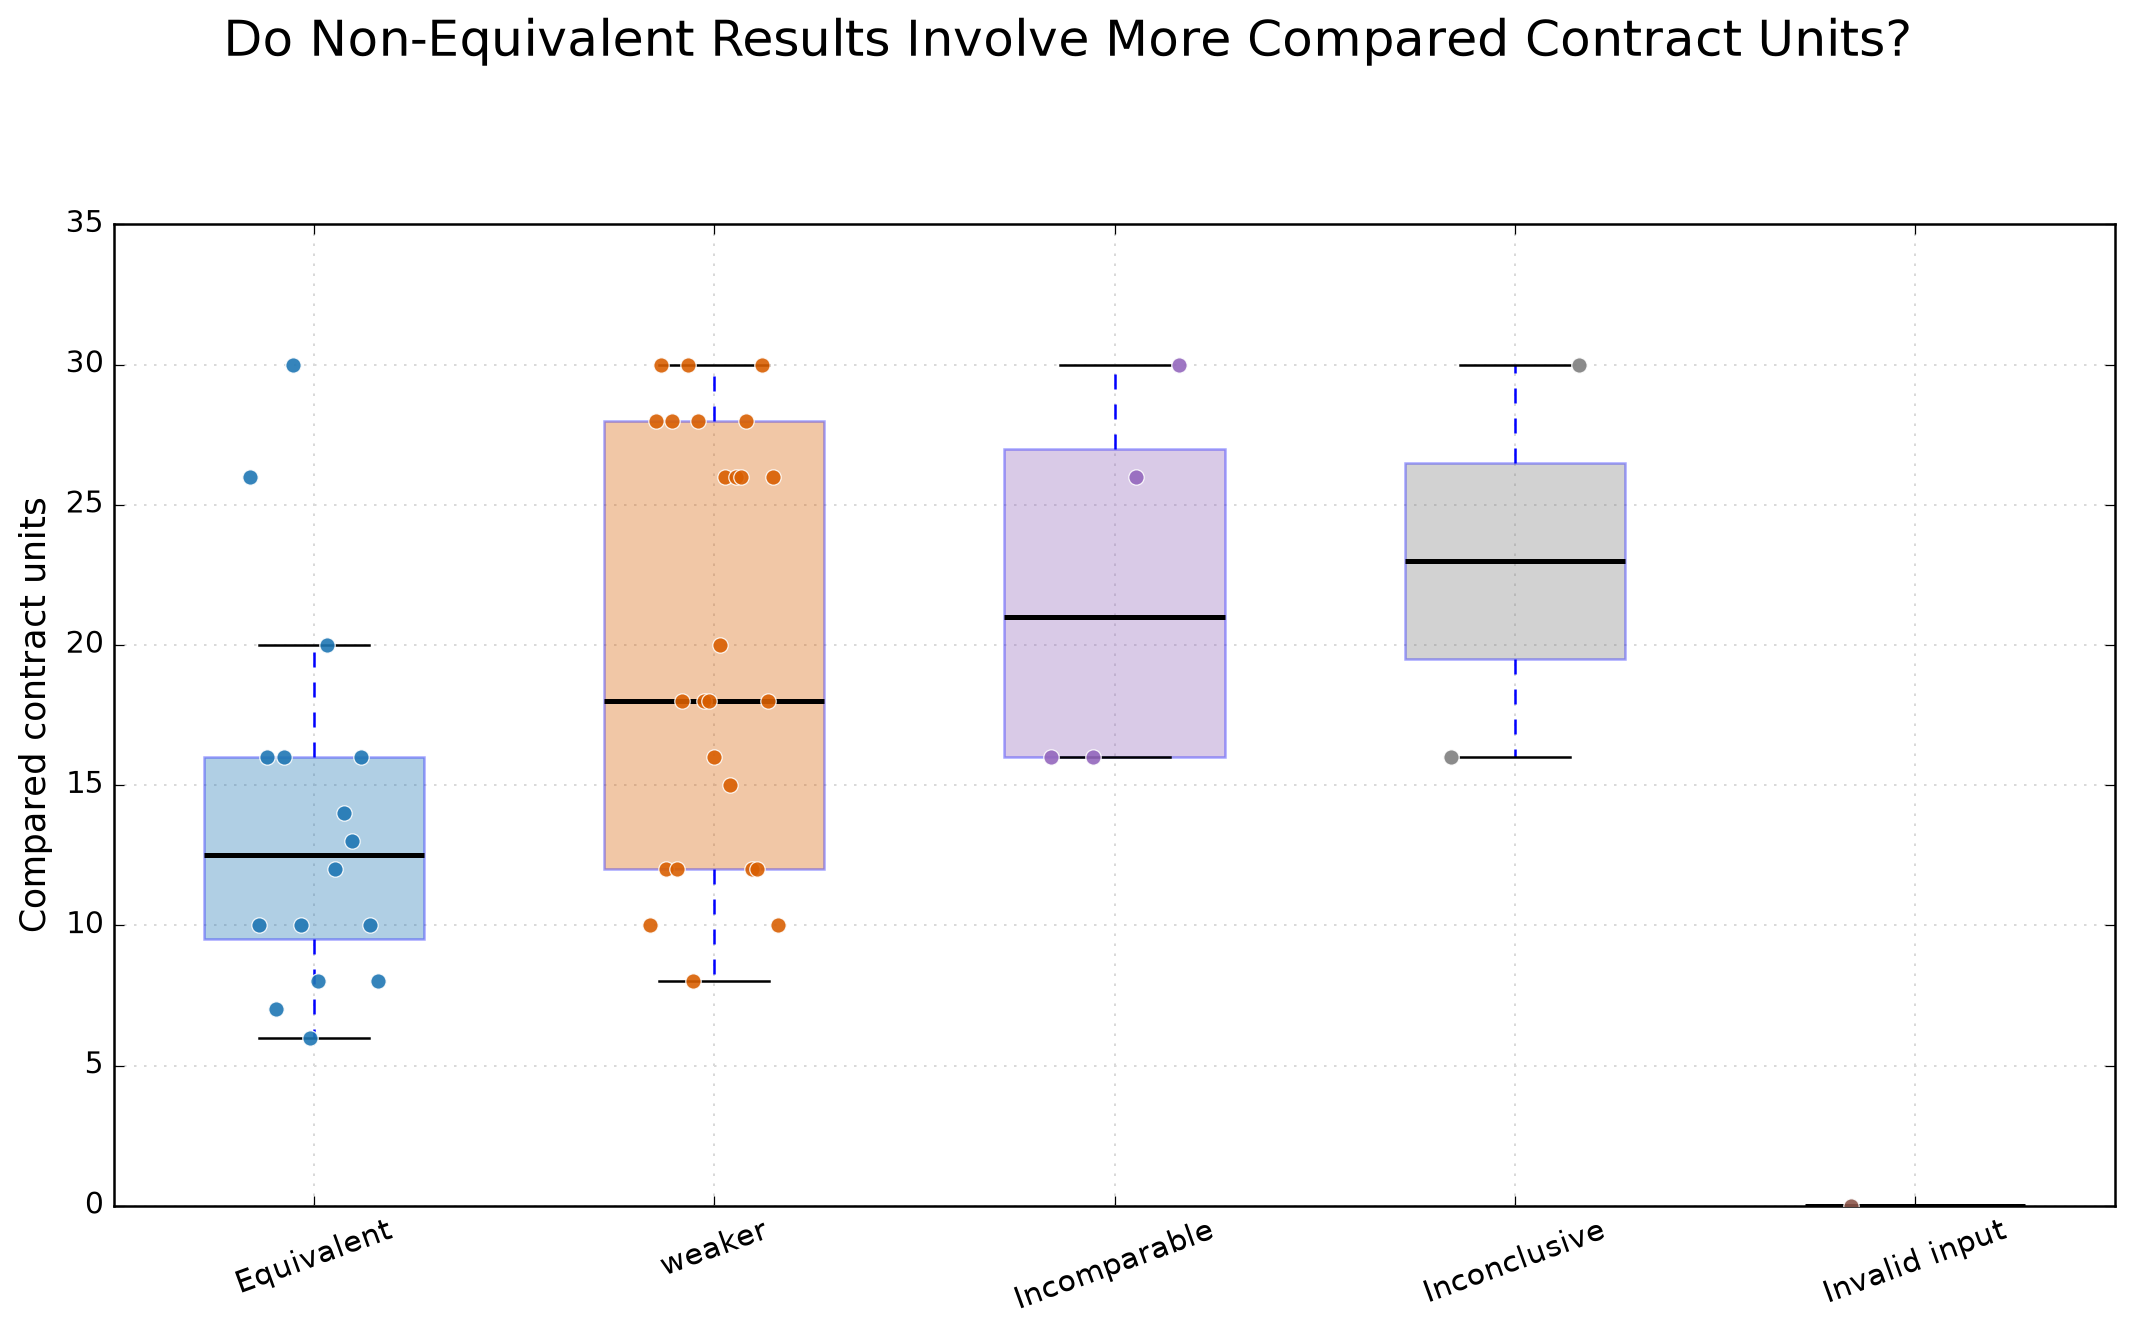 Do Non-Equivalent Results Involve More Compared Contract Units?
Compared contract units
35
30
25
20
15
10
5
0
Equivalent
weaker
Incomparable
Inconclusive
Invalid input